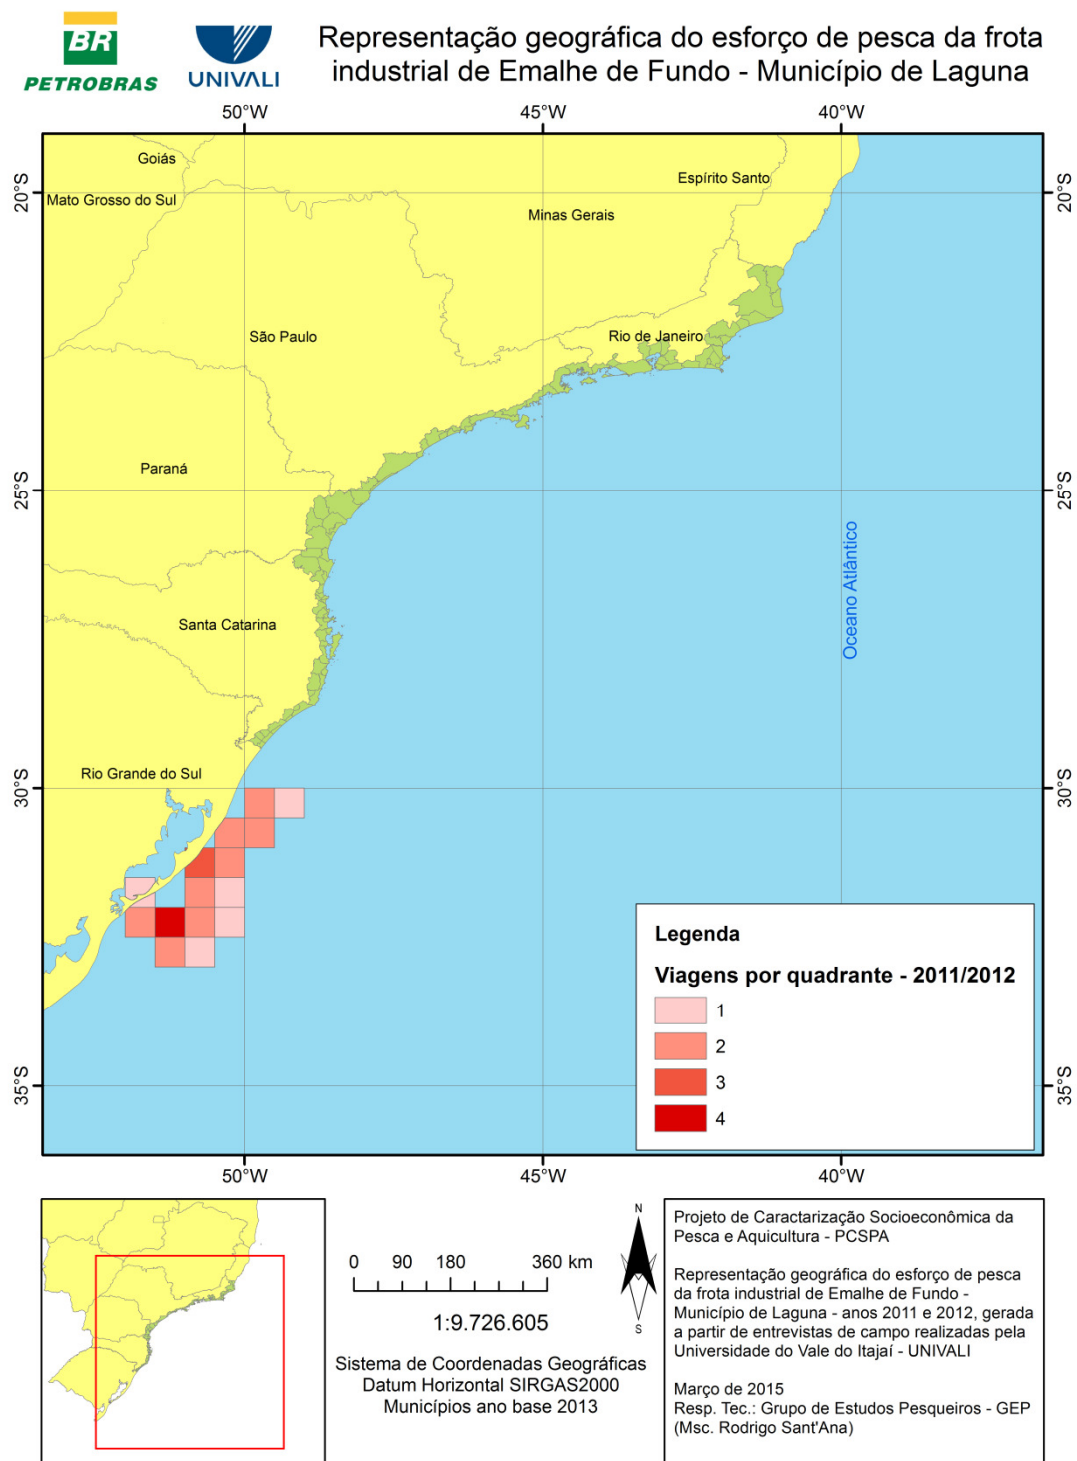 BR
PETROBRAS
UNIVALI
Representação geográfica do esforço de pesca da frota
industrial de Emalhe de Fundo - Município de Laguna
50°W
45°W
40°W
Goiás
Espírito Santo
20°S
20°S
Mato Grosso do Sul
Minas Gerais
São Paulo
Rio de Janeiro
Paraná
25°S
25°S
Oceano Atlântico
Santa Catarina
Rio Grande do Sul
30°S
30°S
Legenda
Viagens por quadrante - 2011/2012
1
2
3
4
35°S
35°S
50°W
45°W
40°W
0 90 180 360 km
1:9.726.605
Sistema de Coordenadas Geográficas
Datum Horizontal SIRGAS2000
Municípios ano base 2013
N
S
Projeto de Caractarização Socioeconômica da
Pesca e Aquicultura - PCSPA
Representação geográfica do esforço de pesca
da frota industrial de Emalhe de Fundo -
Município de Laguna - anos 2011 e 2012, gerada
a partir de entrevistas de campo realizadas pela
Universidade do Vale do Itajaí - UNIVALI
Março de 2015
Resp. Tec.: Grupo de Estudos Pesqueiros - GEP
(Msc. Rodrigo Sant'Ana)